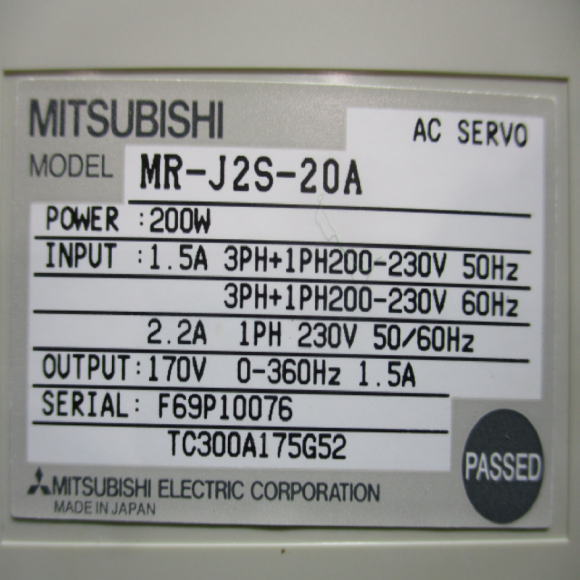 MITSUBISHI
AC SERVO
MODEL MR-J2S-20A
POWER :200W
INPUT :1.5A 3PH+1PH200-230V 50Hz
3PH+1PH200-230V 60Hz
2.2A 1PH 230V 50/60Hz
OUTPUT:170V 0-360Hz 1.5A
SERIAL: F69P10076
TC300A175G52
PASSED
MITSUBISHI ELECTRIC CORPORATION
MADE IN JAPAN